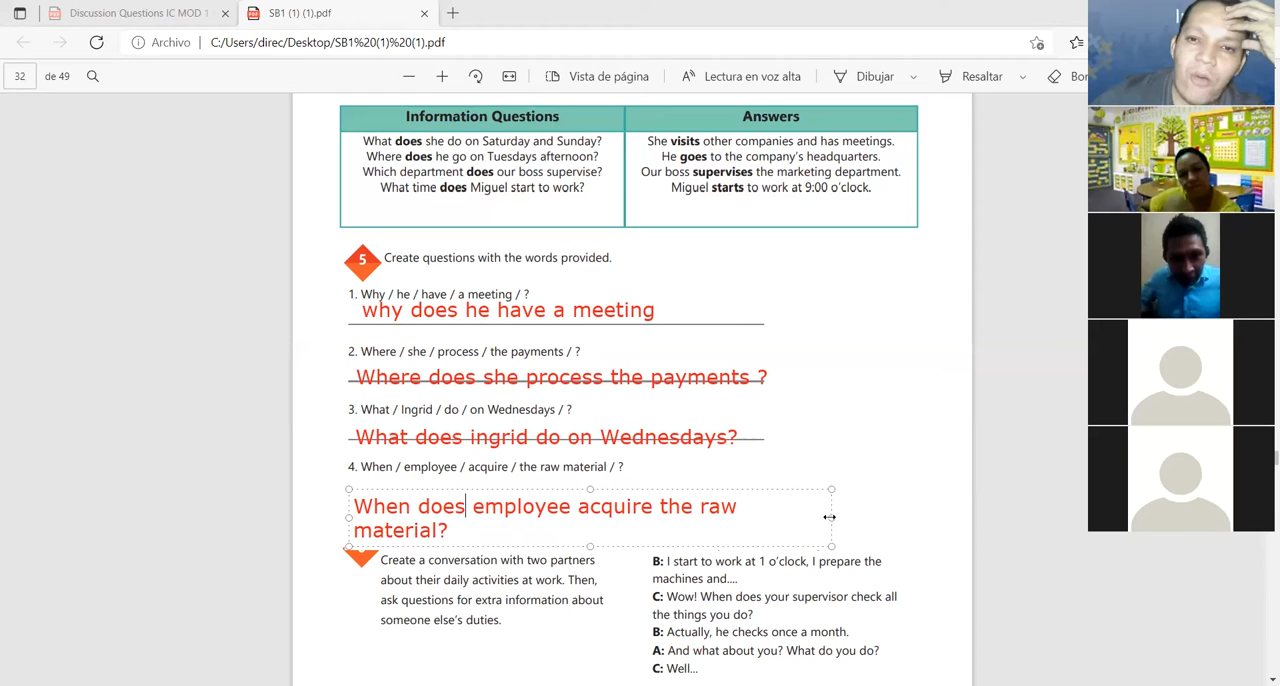 Discussion Questions IC MOD 1
SB1 (1) (1).pdf
Archivo
C:/Users/direc/Desktop/SB1%20(1)%20(1).pdf
32
de 49
Vista de página
Lectura en voz alta
Dibujar
Resaltar
Information Questions
Answers
What does she do on Saturday and Sunday?
Where does he go on Tuesdays afternoon?
Which department does our boss supervise?
What time does Miguel start to work?
She visits other companies and has meetings.
He goes to the company's headquarters.
Our boss supervises the marketing department.
Miguel starts to work at 9:00 o'clock.
5 Create questions with the words provided.
1. Why / he / have / a meeting / ?
why does he have a meeting
2. Where / she / process / the payments / ?
Where does she process the payments ?
3. What / Ingrid / do / on Wednesdays / ?
What does ingrid do on Wednesdays?
4. When / employee / acquire / the raw material / ?
When does employee acquire the raw
material?
Create a conversation with two partners
about their daily activities at work. Then,
ask questions for extra information about
someone else's duties.
B: I start to work at 1 o'clock, I prepare the
machines and....
C: Wow! When does your supervisor check all
the things you do?
B: Actually, he checks once a month.
A: And what about you? What do you do?
C: Well...